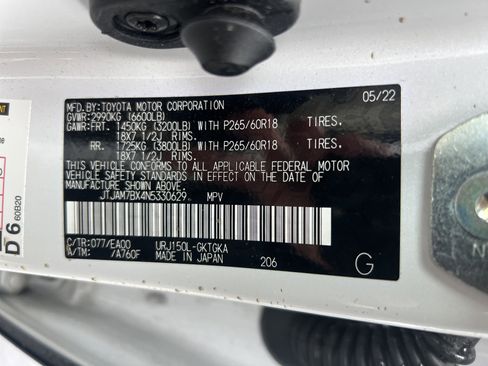 MFD.BY:TOYOTA MOTOR CORPORATION 05/22
GVWR:2990KG (6600LB)
GAWR:FRT. 1450KG (3200LB) WITH P265/60R18 TIRES,
18X7 1/2J RIMS.
RR. 1725KG (3800LB) WITH P265/60R18 TIRES,
18X7 1/2J RIMS.
THIS VEHICLE CONFORMS TO ALL APPLICABLE FEDERAL MOTOR
VEHICLE SAFETY STANDARDS IN EFFECT ON THE DATE OF
MANUFACTURE SHOWN ABOVE.
JTJAM7BX4N5330629 MPV
C/TR:077/EA00 URJ150L-GKTGKA
A/TM: /A760F MADE IN JAPAN 206
G
D 6
60B20